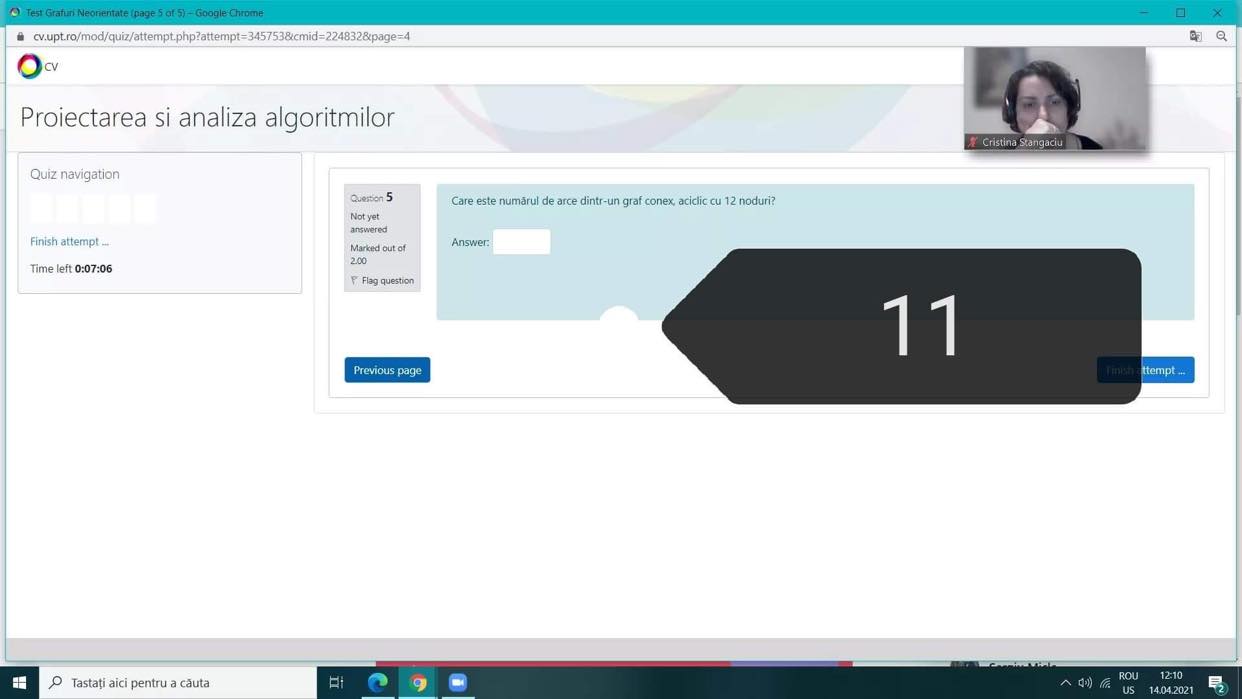 Test Grafuri Neorientate (page 5 of 5) – Google Chrome
cv.upt.ro/mod/quiz/attempt.php?attempt=345753&cmid=224832&page=4
CV
Proiectarea si analiza algoritmilor
Cristina Stangaciu
Quiz navigation
Finish attempt ...
Time left 0:07:06
Question 5
Not yet
answered
Marked out of
2.00
Flag question
Care este numărul de arce dintr-un graf conex, aciclic cu 12 noduri?
Answer:
11
Previous page
Finish attempt ...
Tastați aici pentru a căuta
ROU
US
12:10
14.04.2021
2